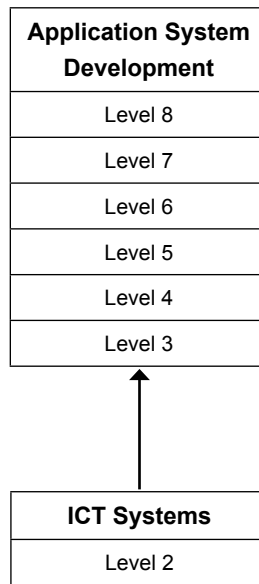 Application System
Development
Level 8
Level 7
Level 6
Level 5
Level 4
Level 3
ICT Systems
Level 2